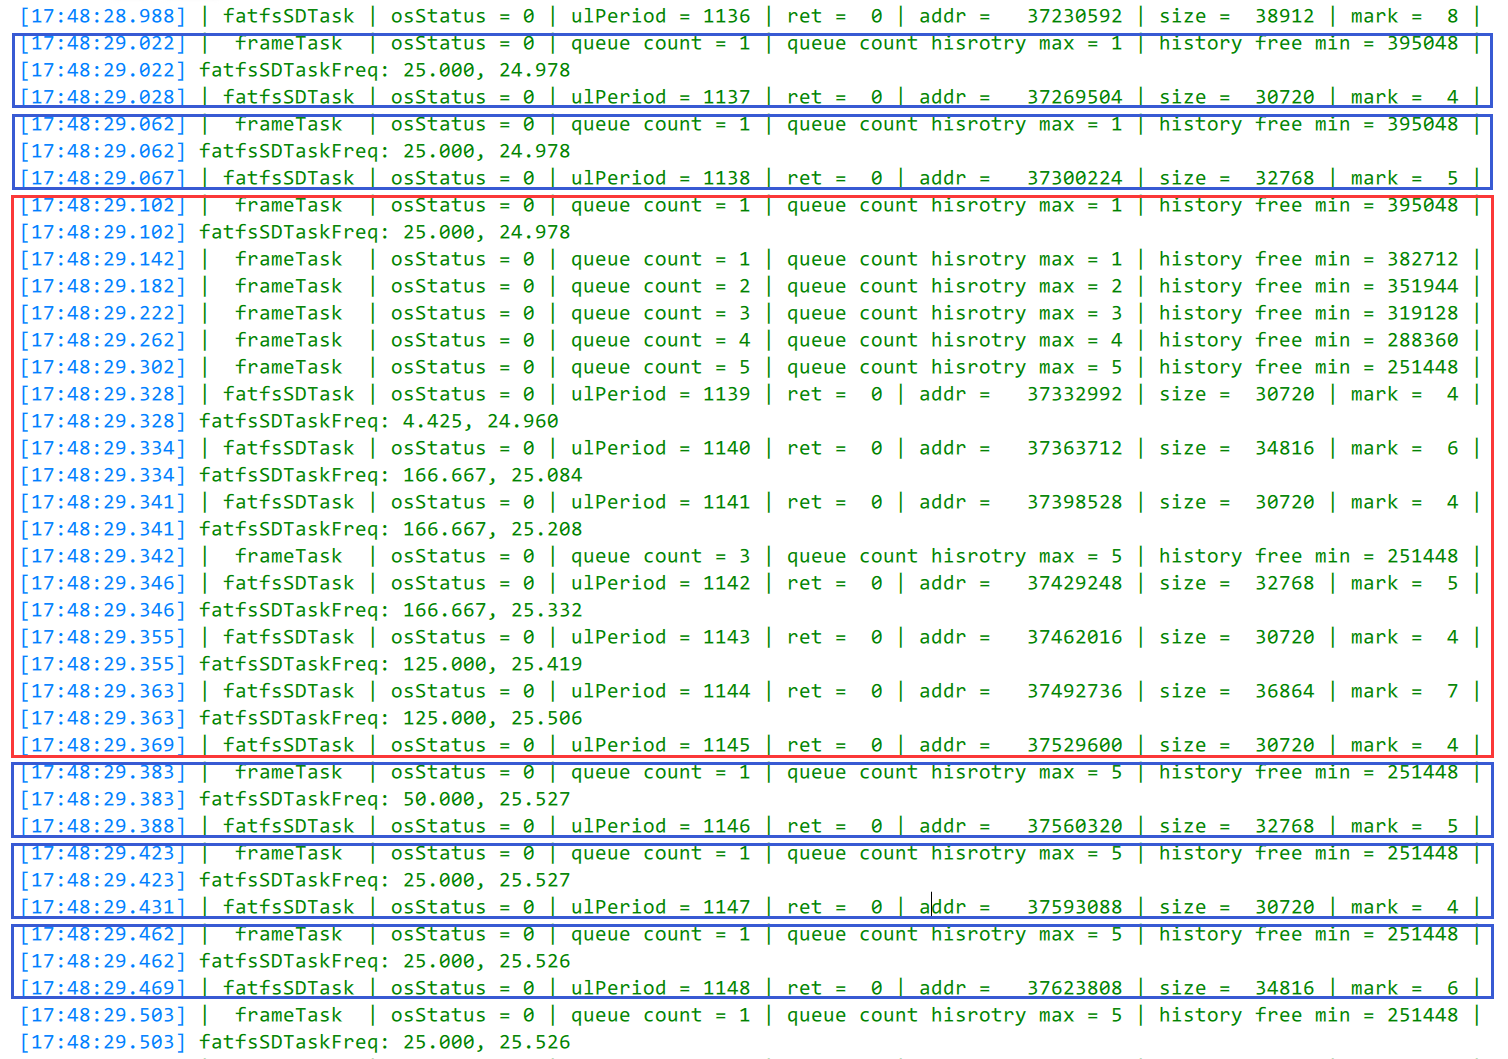 [17:48:28.988] | fatfsSDTask | osStatus = 0 | ulPeriod = 1136 | ret =  0 | addr =   37230592 | size =  38912 | mark =  8 |
[17:48:29.022] |  frameTask  | osStatus = 0 | queue count = 1 | queue count hisrotry max = 1 | history free min = 395048 |
[17:48:29.022] fatfsSDTaskFreq: 25.000, 24.978
[17:48:29.028] | fatfsSDTask | osStatus = 0 | ulPeriod = 1137 | ret =  0 | addr =   37269504 | size =  30720 | mark =  4 |
[17:48:29.062] |  frameTask  | osStatus = 0 | queue count = 1 | queue count hisrotry max = 1 | history free min = 395048 |
[17:48:29.062] fatfsSDTaskFreq: 25.000, 24.978
[17:48:29.067] | fatfsSDTask | osStatus = 0 | ulPeriod = 1138 | ret =  0 | addr =   37300224 | size =  32768 | mark =  5 |
[17:48:29.102] |  frameTask  | osStatus = 0 | queue count = 1 | queue count hisrotry max = 1 | history free min = 395048 |
[17:48:29.102] fatfsSDTaskFreq: 25.000, 24.978
[17:48:29.142] |  frameTask  | osStatus = 0 | queue count = 1 | queue count hisrotry max = 1 | history free min = 382712 |
[17:48:29.182] |  frameTask  | osStatus = 0 | queue count = 2 | queue count hisrotry max = 2 | history free min = 351944 |
[17:48:29.222] |  frameTask  | osStatus = 0 | queue count = 3 | queue count hisrotry max = 3 | history free min = 319128 |
[17:48:29.262] |  frameTask  | osStatus = 0 | queue count = 4 | queue count hisrotry max = 4 | history free min = 288360 |
[17:48:29.302] |  frameTask  | osStatus = 0 | queue count = 5 | queue count hisrotry max = 5 | history free min = 251448 |
[17:48:29.328] | fatfsSDTask | osStatus = 0 | ulPeriod = 1139 | ret =  0 | addr =   37332992 | size =  30720 | mark =  4 |
[17:48:29.328] fatfsSDTaskFreq: 4.425, 24.960
[17:48:29.334] | fatfsSDTask | osStatus = 0 | ulPeriod = 1140 | ret =  0 | addr =   37363712 | size =  34816 | mark =  6 |
[17:48:29.334] fatfsSDTaskFreq: 166.667, 25.084
[17:48:29.341] | fatfsSDTask | osStatus = 0 | ulPeriod = 1141 | ret =  0 | addr =   37398528 | size =  30720 | mark =  4 |
[17:48:29.341] fatfsSDTaskFreq: 166.667, 25.208
[17:48:29.342] |  frameTask  | osStatus = 0 | queue count = 3 | queue count hisrotry max = 5 | history free min = 251448 |
[17:48:29.346] | fatfsSDTask | osStatus = 0 | ulPeriod = 1142 | ret =  0 | addr =   37429248 | size =  32768 | mark =  5 |
[17:48:29.346] fatfsSDTaskFreq: 166.667, 25.332
[17:48:29.355] | fatfsSDTask | osStatus = 0 | ulPeriod = 1143 | ret =  0 | addr =   37462016 | size =  30720 | mark =  4 |
[17:48:29.355] fatfsSDTaskFreq: 125.000, 25.419
[17:48:29.363] | fatfsSDTask | osStatus = 0 | ulPeriod = 1144 | ret =  0 | addr =   37492736 | size =  36864 | mark =  7 |
[17:48:29.363] fatfsSDTaskFreq: 125.000, 25.506
[17:48:29.369] | fatfsSDTask | osStatus = 0 | ulPeriod = 1145 | ret =  0 | addr =   37529600 | size =  30720 | mark =  4 |
[17:48:29.383] |  frameTask  | osStatus = 0 | queue count = 1 | queue count hisrotry max = 5 | history free min = 251448 |
[17:48:29.383] fatfsSDTaskFreq: 50.000, 25.527
[17:48:29.388] | fatfsSDTask | osStatus = 0 | ulPeriod = 1146 | ret =  0 | addr =   37560320 | size =  32768 | mark =  5 |
[17:48:29.423] |  frameTask  | osStatus = 0 | queue count = 1 | queue count hisrotry max = 5 | history free min = 251448 |
[17:48:29.423] fatfsSDTaskFreq: 25.000, 25.527
[17:48:29.431] | fatfsSDTask | osStatus = 0 | ulPeriod = 1147 | ret =  0 | addr =   37593088 | size =  30720 | mark =  4 |
[17:48:29.462] |  frameTask  | osStatus = 0 | queue count = 1 | queue count hisrotry max = 5 | history free min = 251448 |
[17:48:29.462] fatfsSDTaskFreq: 25.000, 25.526
[17:48:29.469] | fatfsSDTask | osStatus = 0 | ulPeriod = 1148 | ret =  0 | addr =   37623808 | size =  34816 | mark =  6 |
[17:48:29.503] |  frameTask  | osStatus = 0 | queue count = 1 | queue count hisrotry max = 5 | history free min = 251448 |
[17:48:29.503] fatfsSDTaskFreq: 25.000, 25.526